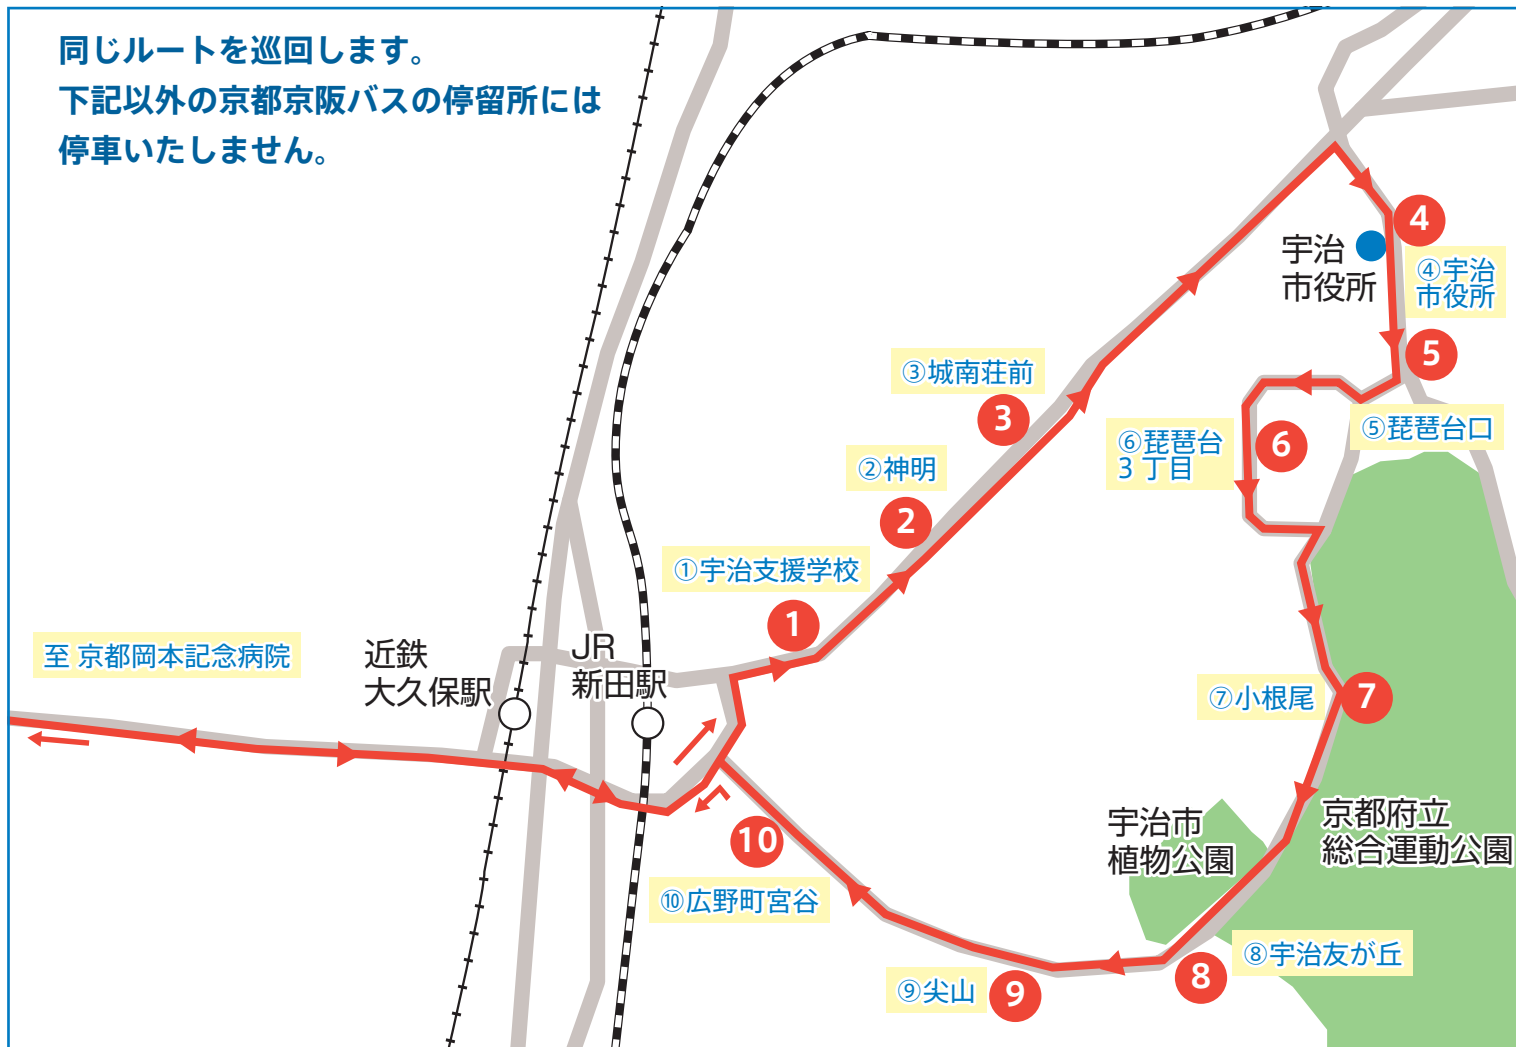 同じルートを巡回します。
下記以外の京都京阪バスの停留所には
停車いたしません。
4
宇治
市役所
④宇治
市役所
5
③城南荘前
3
⑥琵琶台
3丁目
6
⑤琵琶台口
②神明
2
①宇治支援学校
1
至 京都岡本記念病院
近鉄
大久保駅
JR
新田駅
⑦小根尾
7
宇治市
植物公園
京都府立
総合運動公園
10
⑩広野町宮谷
⑧宇治友が丘
8
⑨尖山
9